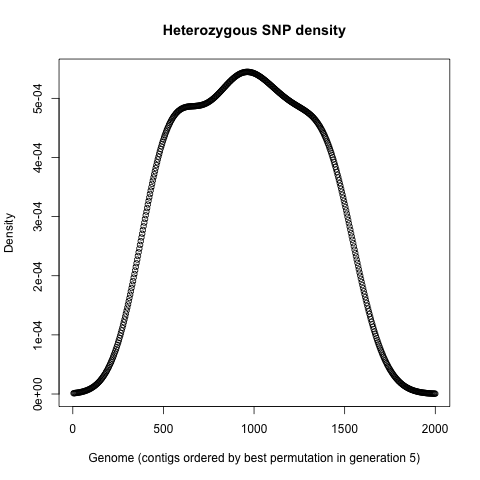 Heterozygous SNP density
Density
5e-04
4e-04
3e-04
2e-04
1e-04
0e+00
0 500 1000 1500 2000
Genome (contigs ordered by best permutation in generation 5)